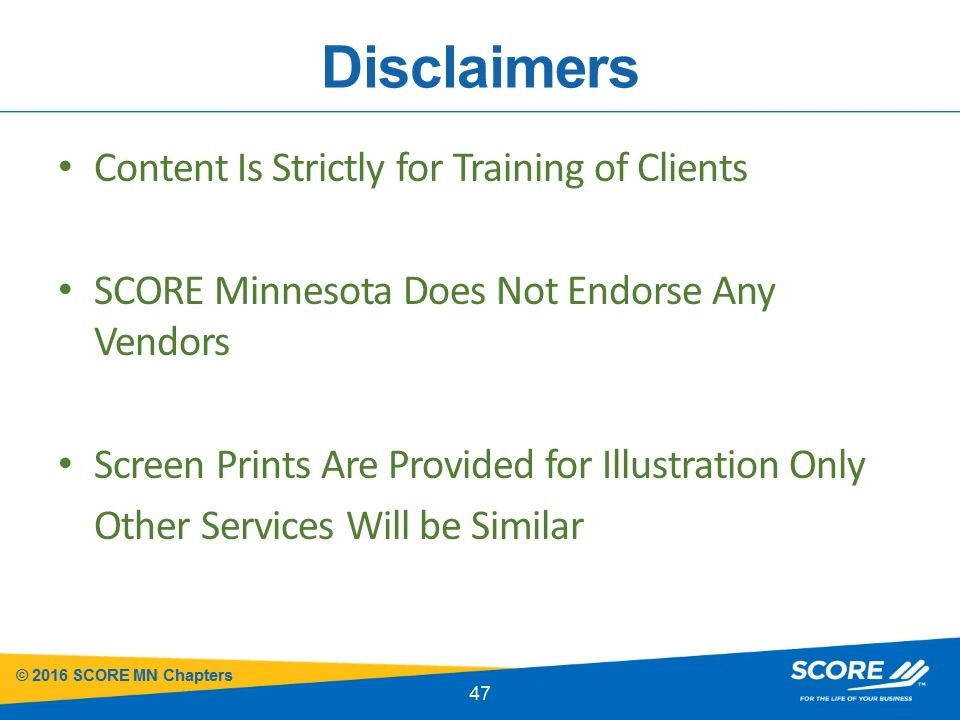 Disclaimers
• Content Is Strictly for Training of Clients
• SCORE Minnesota Does Not Endorse Any
Vendors
• Screen Prints Are Provided for Illustration Only
Other Services Will be Similar
© 2016 SCORE MN Chapters
47
SCORE
™
FOR THE LIFE OF YOUR BUSINESS